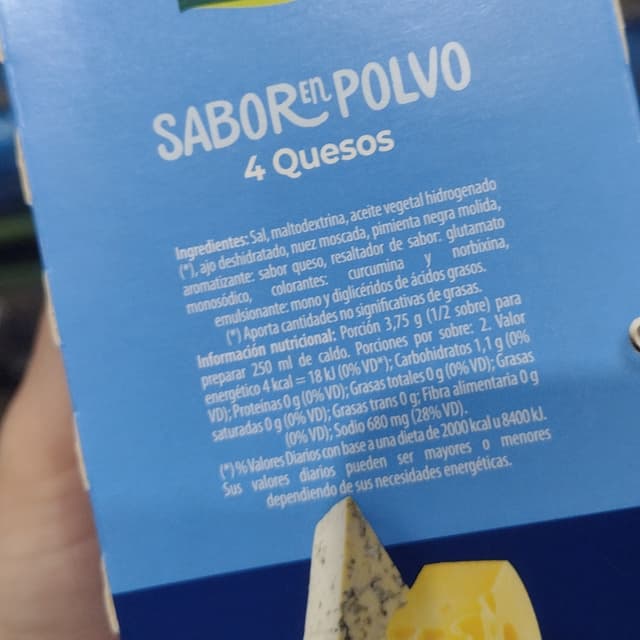 SABOR EN POLVO
4 Quesos
Ingredientes: Sal, maltodextrina, aceite vegetal hidrogenado
(*), ajo deshidratado, nuez moscada, pimienta negra molida,
aromatizante: sabor queso, resaltador de sabor: glutamato
monosódico, colorantes: curcumina y norbixina,
emulsionante: mono y diglicéridos de ácidos grasos.
(*) Aporta cantidades no significativas de grasas.
Información nutricional: Porción 3,75 g (1/2 sobre) para
preparar 250 ml de caldo. Porciones por sobre: 2. Valor
energético 4 kcal = 18 kJ (0% VD*); Carbohidratos 1,1 g (0%
VD); Proteínas 0 g (0% VD); Grasas totales 0 g (0% VD); Grasas
saturadas 0 g (0% VD); Grasas trans 0 g; Fibra alimentaria 0 g
(0% VD); Sodio 680 mg (28% VD).
(*) % Valores Diarios con base a una dieta de 2000 kcal u 8400 kJ.
Sus valores diarios pueden ser mayores o menores
dependiendo de sus necesidades energéticas.